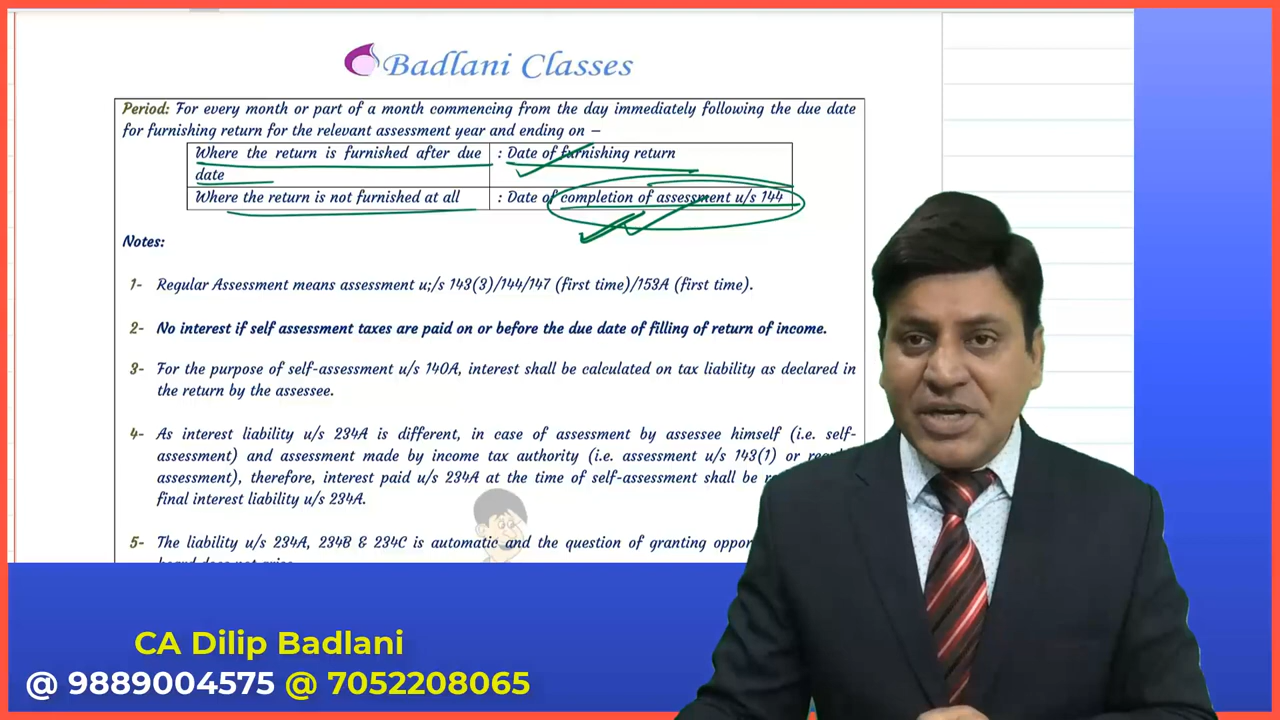 Badlani Classes
Period: For every month or part of a month commencing from the day immediately following the due date
for furnishing return for the relevant assessment year and ending on –
Where the return is furnished after due : Date of furnishing return
date
Where the return is not furnished at all : Date of completion of assessment u/s 144
Notes:
1- Regular Assessment means assessment u;/s 143(3)/144/147 (first time)/153A (first time).
2- No interest if self assessment taxes are paid on or before the due date of filling of return of income.
3- For the purpose of self-assessment u/s 140A, interest shall be calculated on tax liability as declared in
the return by the assessee.
4- As interest liability u/s 234A is different, in case of assessment by assessee himself (i.e. self-
assessment) and assessment made by income tax authority (i.e. assessment u/s 143(1) or
assessment), therefore, interest paid u/s 234A at the time of self-assessment shall be
final interest liability u/s 234A.
5- The liability u/s 234A, 234B & 234C is automatic and the question of granting
CA Dilip Badlani
@ 9889004575 @ 7052208065